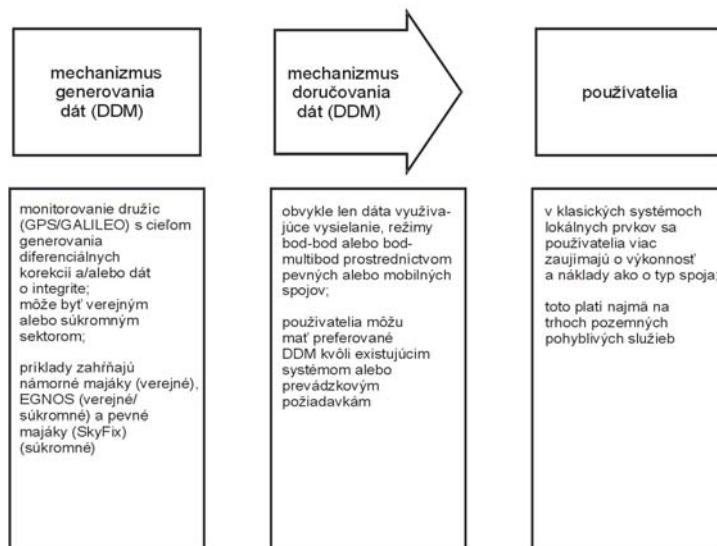 mechanizmus
generovania
dát (DDM)
mechanizmus
doručovania
dát (DDM)
používatelia
monitorovanie družíc
(GPS/GALILEO) s cieľom
generovania
diferenciálnych
korekcii a/alebo dát
o integrite;
môže byť verejným
alebo súkromným
sektorom;
príklady zahŕňajú
námorné majáky (verejné),
EGNOS (verejné/
súkromné) a pevné
majáky (SkyFix)
(súkromné)
obvykle len dáta využíva-
júce vysielanie, režimy
bod-bod alebo bod-
multibod prostredníctvom
pevných alebo mobilných
spojov;
používatelia môžu
mať preferované
DDM kvôli existujúcim
systémom alebo
prevádzkovým
požiadavkám
v klasických systémoch
lokálnych prvkov sa
používatelia viac
zaujímajú o výkonnosť
a náklady ako o typ spoja;
toto platí najmä na
trhoch pozemných
pohyblivých služieb